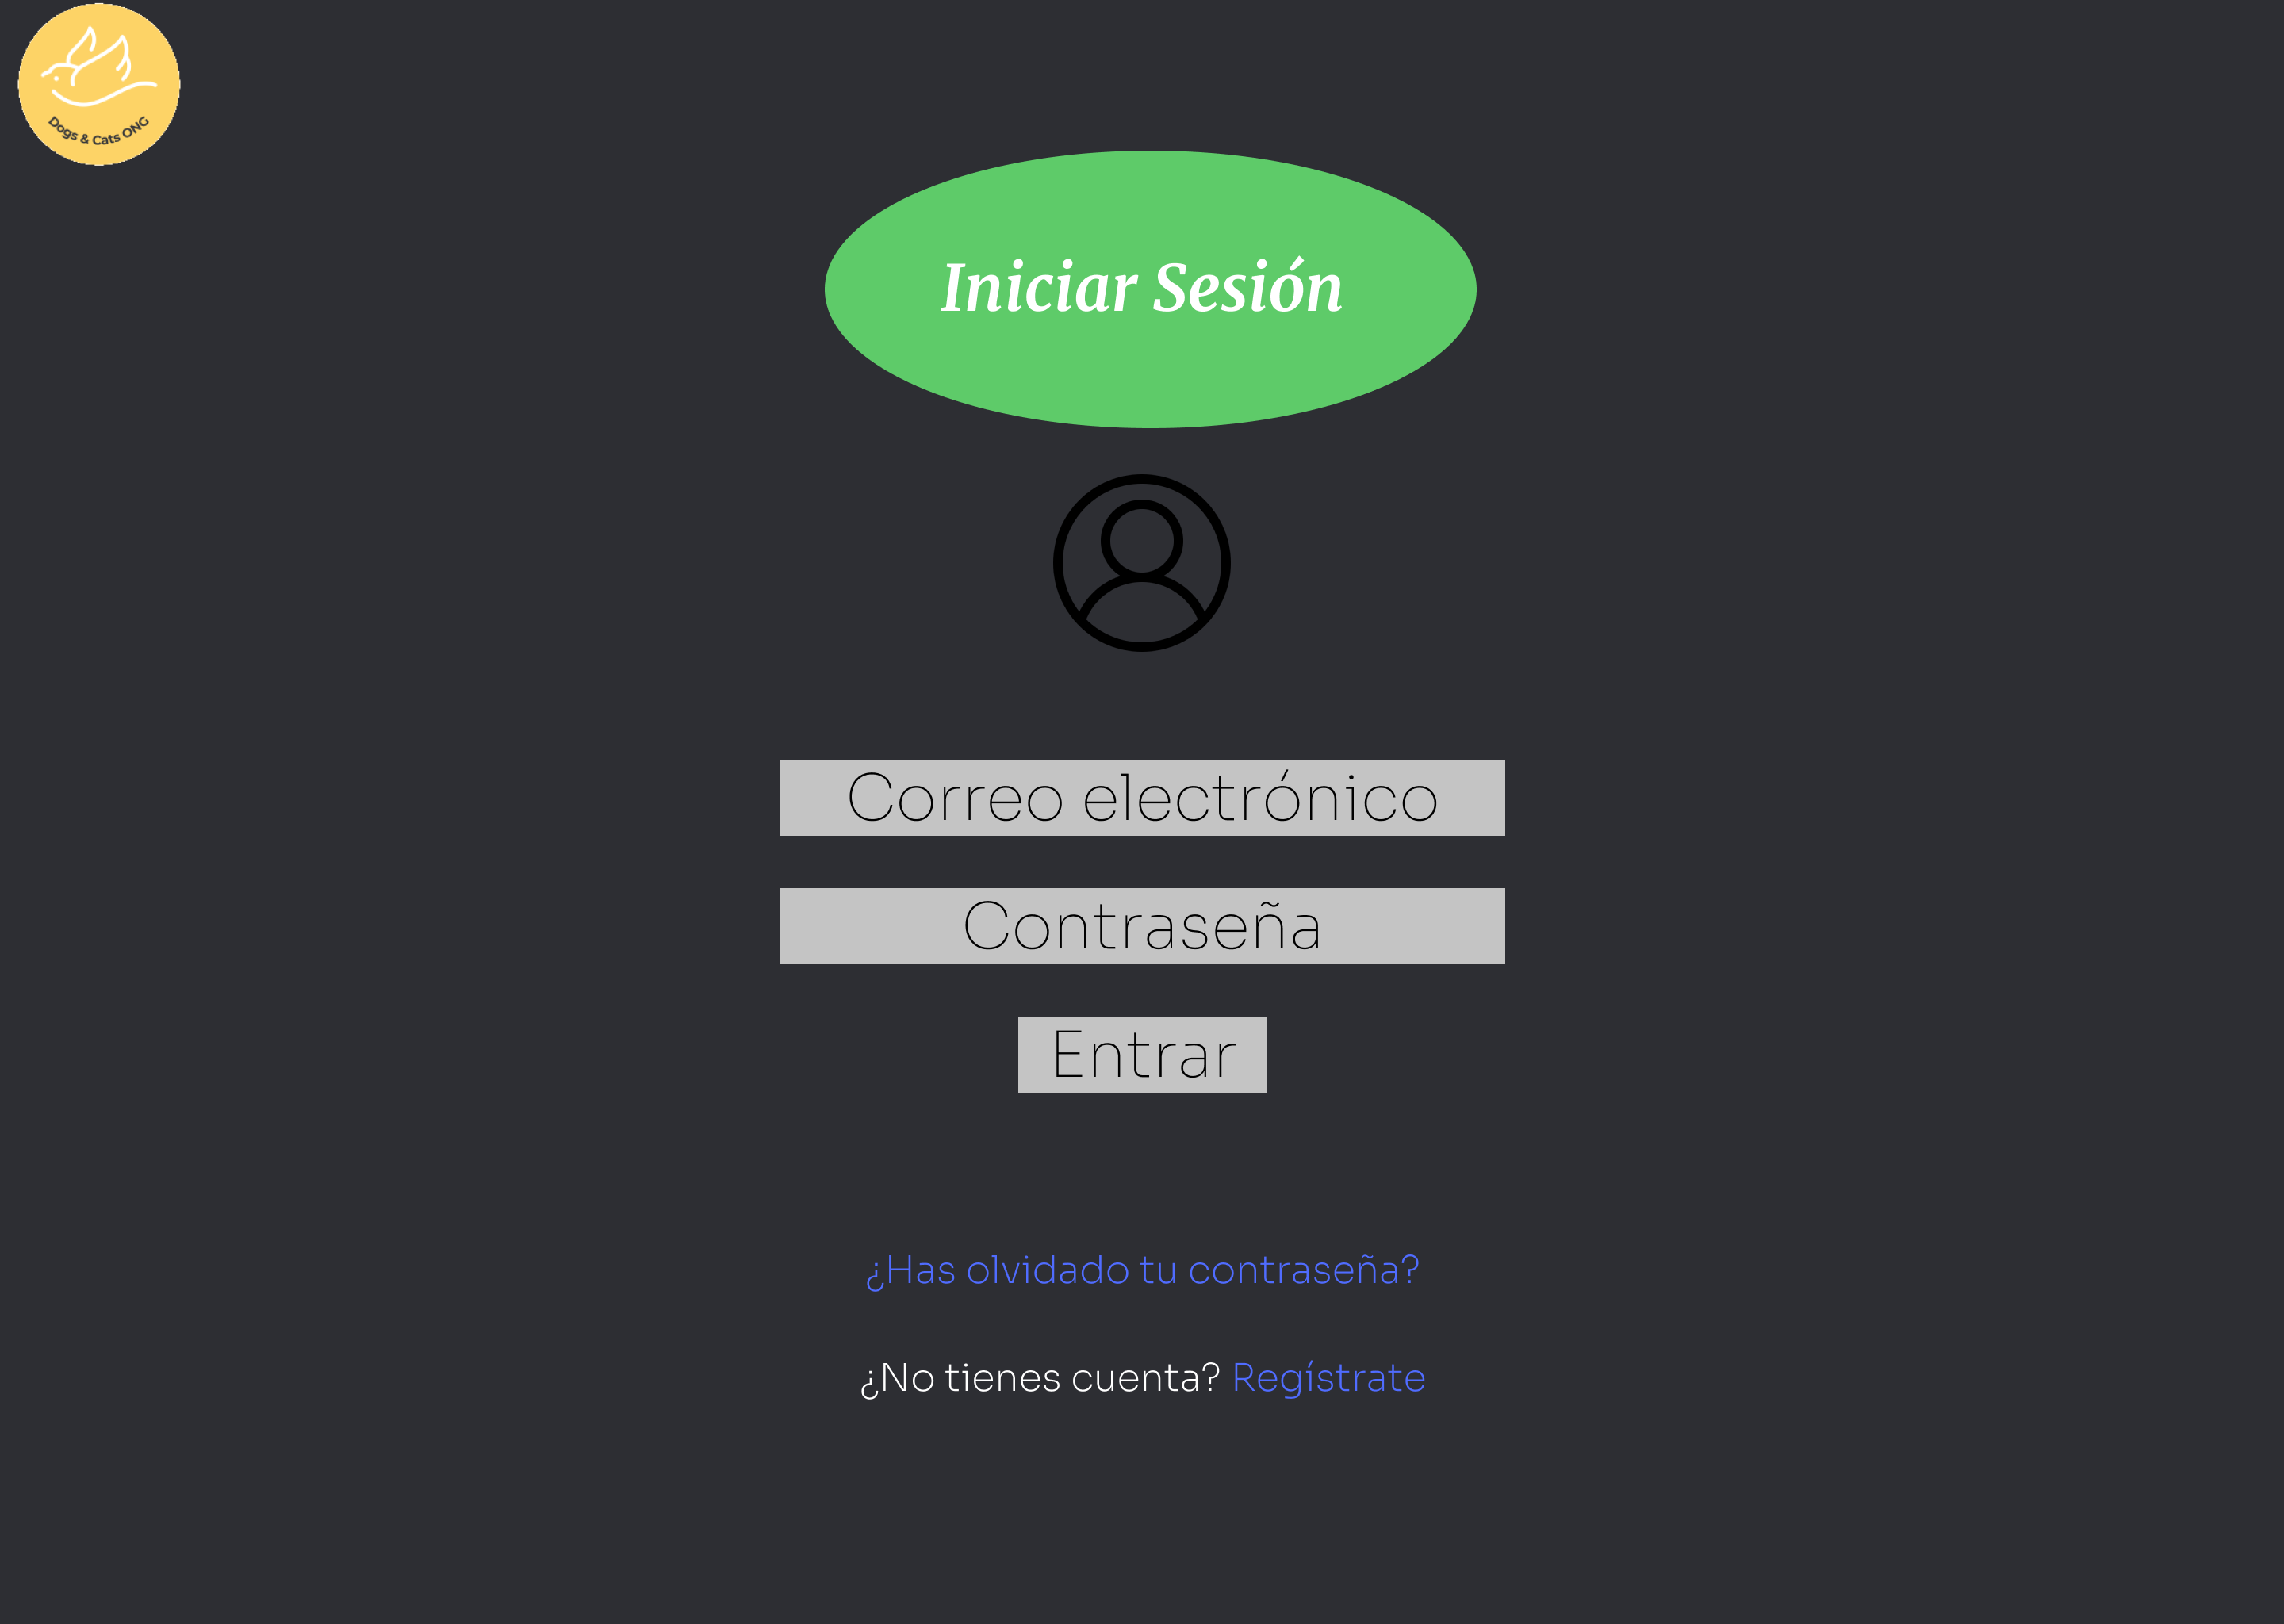 Dogs & Cats ONG
Iniciar Sesión
Correo electrónico
Contraseña
Entrar
¿Has olvidado tu contraseña?
¿No tienes cuenta? Regístrate